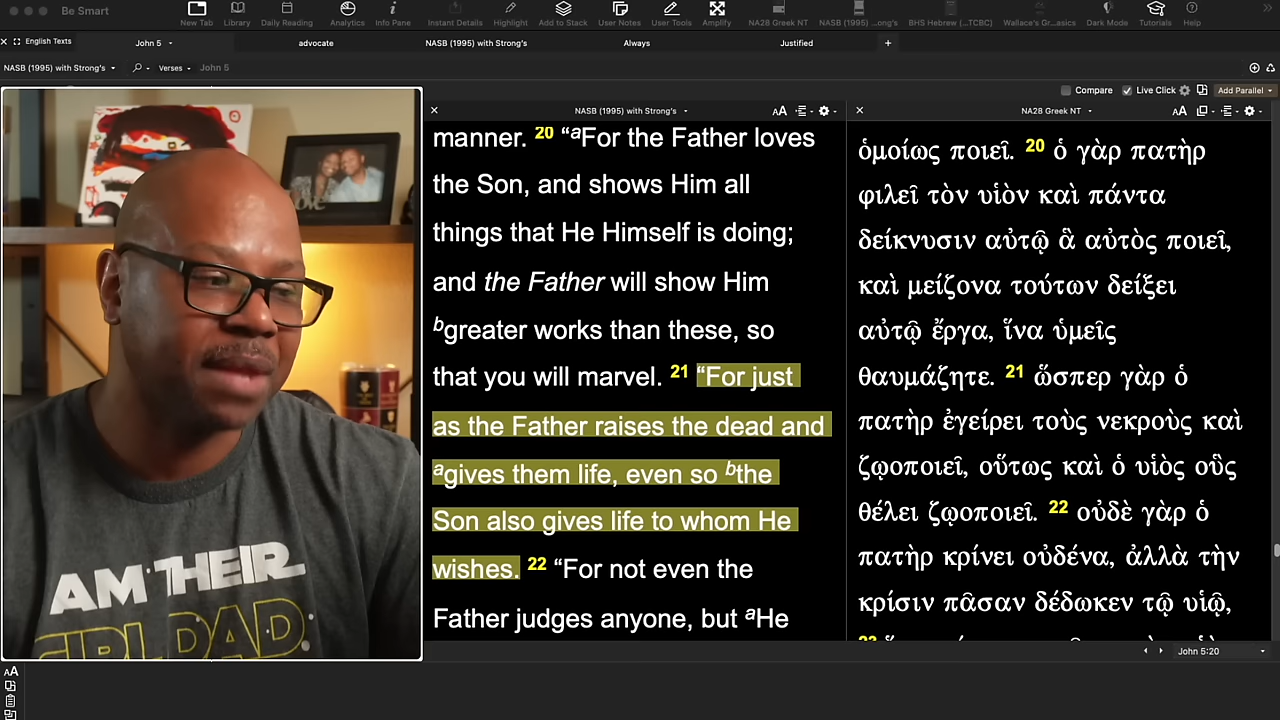 Be Smart
New Tab
Library
Daily Reading
Analytics
Info Pane
Instant Details
Highlight
Add to Stack
User Notes
User Tools
Amplify
NA28 Greek NT
NASB (1995) ...ong's
BHS Hebrew (...TCBC)
Wallace's Gr...asics
Dark Mode
Tutorials
Help
English Texts
John 5
advocate
NASB (1995) with Strong's
Always
Justified
NASB (1995) with Strong's
Verses
John 5
Compare
Live Click
Add Parallel
NASB (1995) with Strong's
manner. 20 “aFor the Father loves
the Son, and shows Him all
things that He Himself is doing;
and the Father will show Him
bgreater works than these, so
that you will marvel. 21 “For just
as the Father raises the dead and
agives them life, even so bthe
Son also gives life to whom He
wishes. 22 “For not even the
Father judges anyone, but aHe
NA28 Greek NT
ὁμοίως ποιεῖ. 20 ὁ γὰρ πατὴρ
φιλεῖ τὸν υἱὸν καὶ πάντα
δείκνυσιν αὐτῷ ἃ αὐτὸς ποιεῖ,
καὶ μείζονα τούτων δείξει
αὐτῷ ἔργα, ἵνα ὑμεῖς
θαυμάζητε. 21 ὥσπερ γὰρ ὁ
πατὴρ ἐγείρει τοὺς νεκροὺς καὶ
ζῳοποιεῖ, οὕτως καὶ ὁ υἱὸς οὓς
θέλει ζῳοποιεῖ. 22 οὐδὲ γὰρ ὁ
πατὴρ κρίνει οὐδένα, ἀλλὰ τὴν
κρίσιν πᾶσαν δέδωκεν τῷ υἱῷ,
John 5:20
AM THEIR
GIRL DAD.